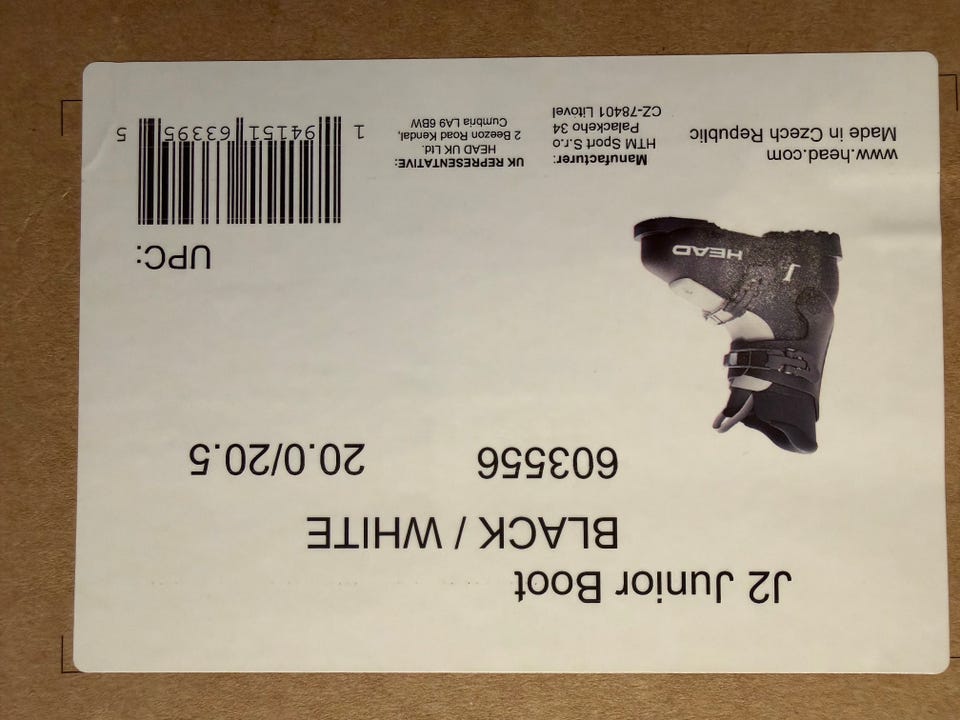 J2 Junior Boot
BLACK / WHITE
603556 20.0/20.5
HEAD
UPC:
www.head.com
Made in Czech Republic
Manufacturer:
HTM Sport S.r.o
Palackeho 34
CZ-78401 Litovel
UK REPRESENTATIVE:
HEAD UK Ltd.
2 Beezon Road Kendal,
Cumbria LA9 6BW
1 94151 63395 5